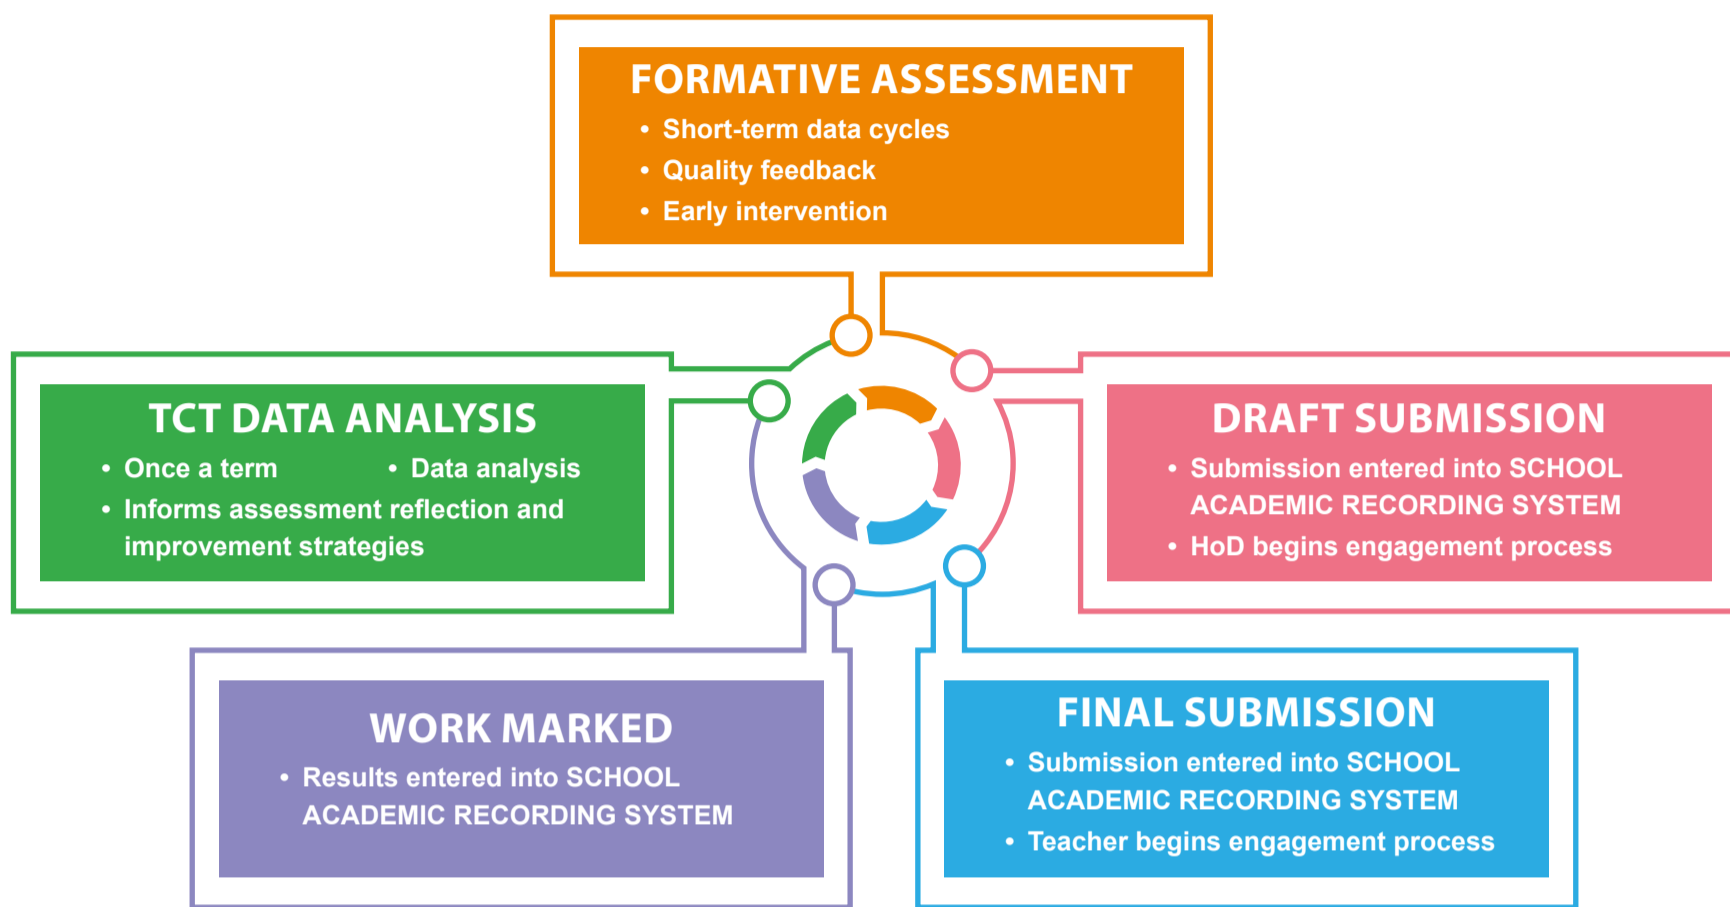 FORMATIVE ASSESSMENT
• Short-term data cycles
• Quality feedback
• Early intervention
TCT DATA ANALYSIS
• Once a term • Data analysis
• Informs assessment reflection and
improvement strategies
DRAFT SUBMISSION
• Submission entered into SCHOOL
ACADEMIC RECORDING SYSTEM
• HoD begins engagement process
WORK MARKED
• Results entered into SCHOOL
ACADEMIC RECORDING SYSTEM
FINAL SUBMISSION
• Submission entered into SCHOOL
ACADEMIC RECORDING SYSTEM
• Teacher begins engagement process